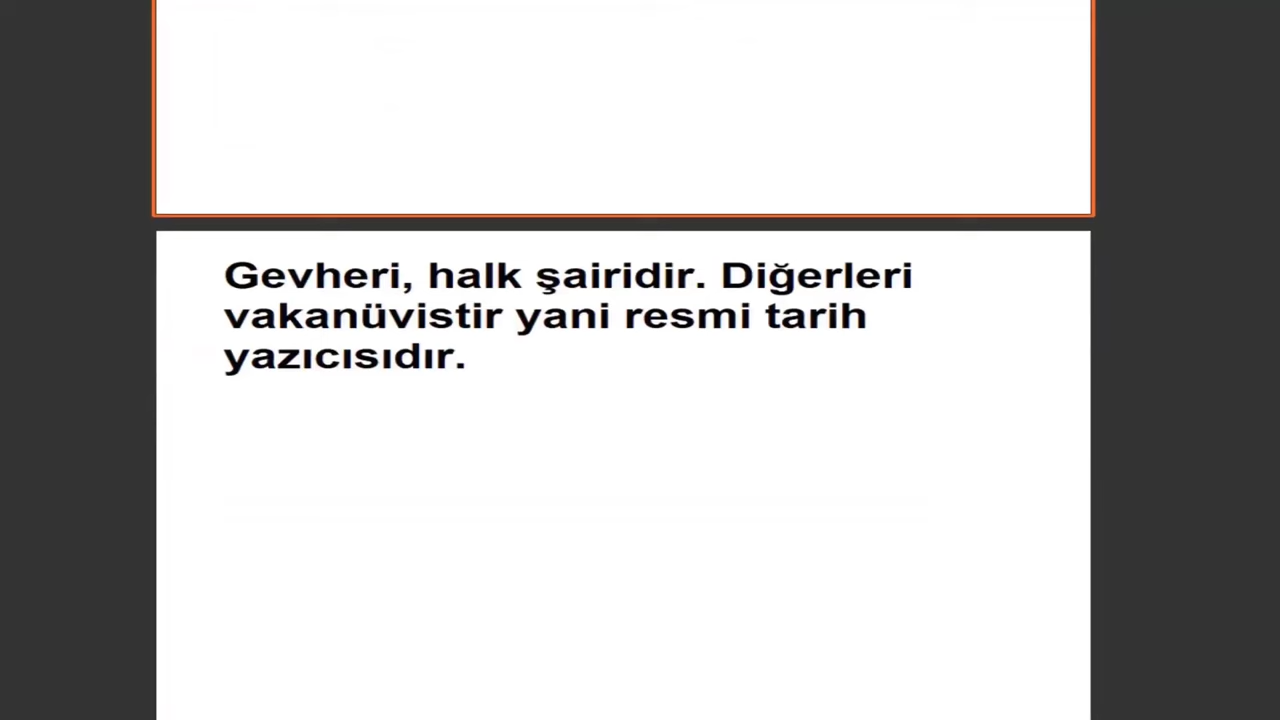 Gevheri, halk şairidir. Diğerleri
vakanüvistir yani resmi tarih
yazıcısıdır.